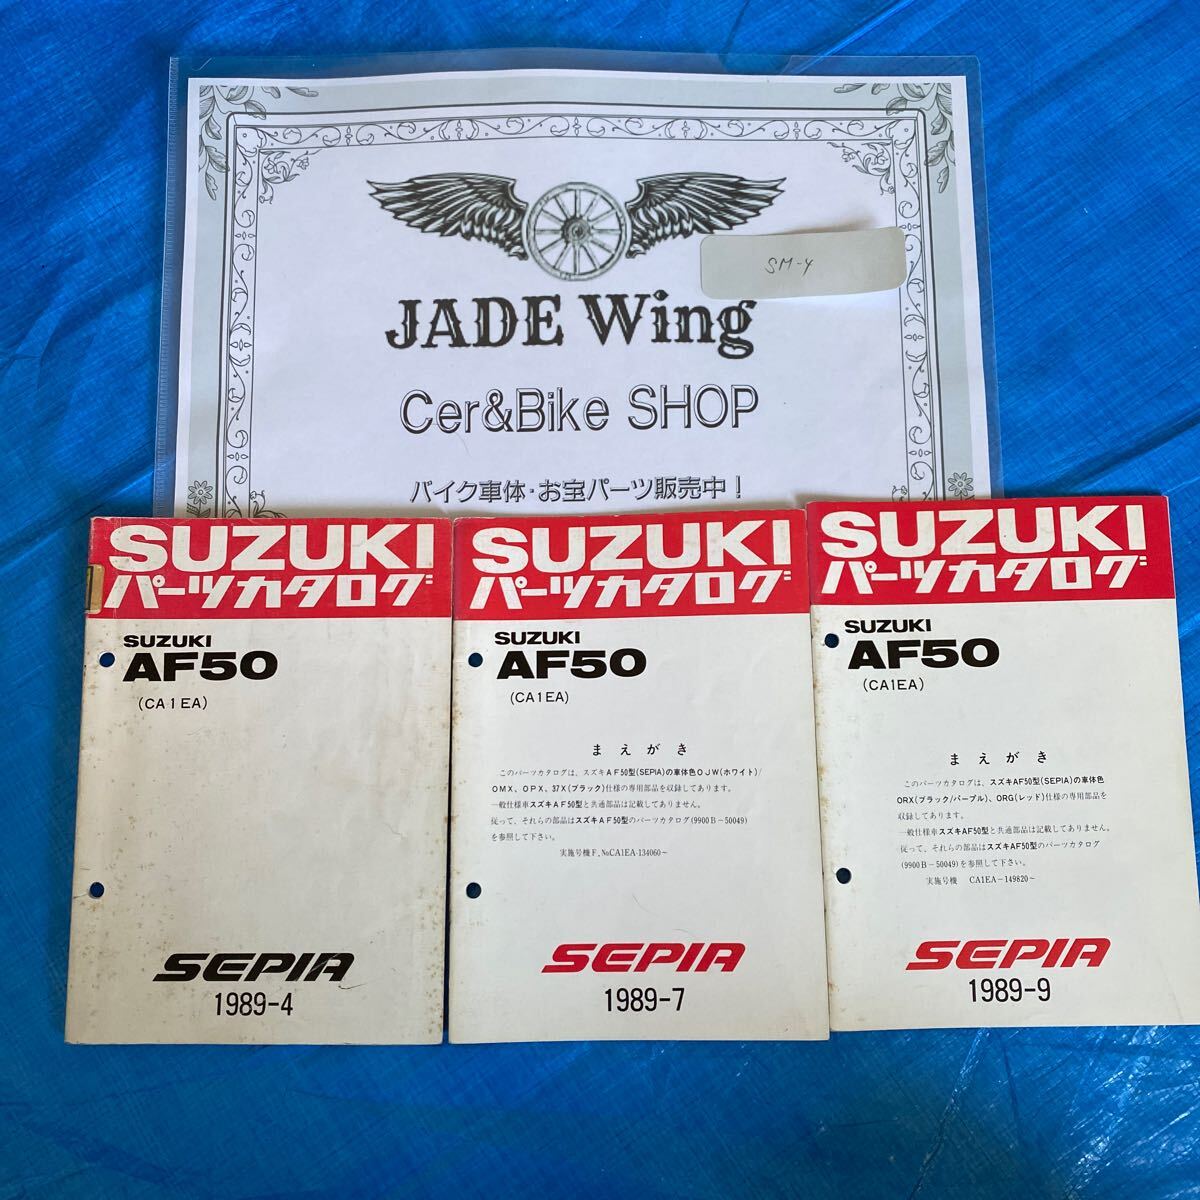 SM-4
JADE Wing
Cer&Bike SHOP
バイク車体・お宝パーツ販売中！
SUZUKI
パーツカタログ
SUZUKI
AF50
(CA1EA)
SEPIA
1989-4
SUZUKI
パーツカタログ
SUZUKI
AF50
(CA1EA)
まえがき
このパーツカタログは、スズキAF50型(SEPIA)の車体色OJW(ホワイト)/
OMX、OPX、37X(ブラック)仕様の専用部品を収録してあります。
一般仕様車スズキAF50型と共通部品は記載してありません。
従って、それらの部品はスズキAF50型のパーツカタログ(9900B-50049)
を参照して下さい。
実施号機F.NoCA1EA-134060～
SEPIA
1989-7
SUZUKI
パーツカタログ
SUZUKI
AF50
(CA1EA)
まえがき
このパーツカタログは、スズキAF50型(SEPIA)の車体色
ORX(ブラック/パープル)、ORG(レッド)仕様の専用部品を
収録してあります。
一般仕様車スズキAF50型と共通部品は記載してありません。
従って、それらの部品はスズキAF50型のパーツカタログ
(9900B-50049)を参照して下さい。
実施号機 CA1EA-149820～
SEPIA
1989-9